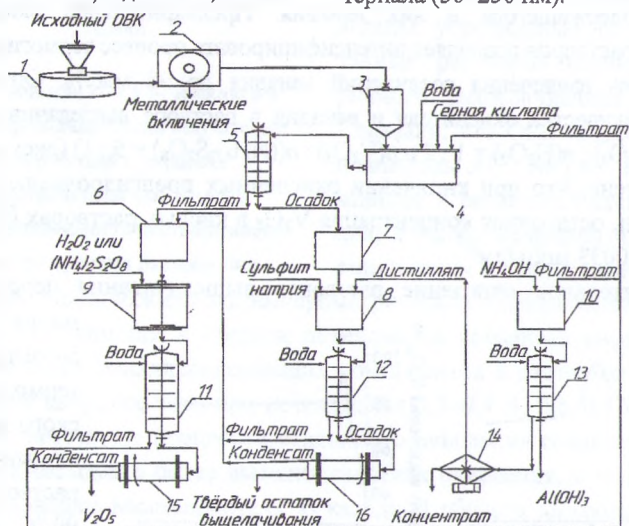 Исходный ОВК
1
2
Металлические
включения
3
Вода
Серная кислота
Фильтрат
4
5
6
Фильтрат
Осадок
7
H₂O₂ или
(NH₄)₂S₂O₈
Сульфит
натрия
Дистиллят
NH₄OH
Фильтрат
8
9
10
Вода
Вода
Вода
11
12
13
Фильтрат
Фильтрат
Осадок
Конденсат
Конденсат
14
15
16
V₂O₅
Твёрдый остаток
выщелачивания
Концентрат
Al(OH)₃